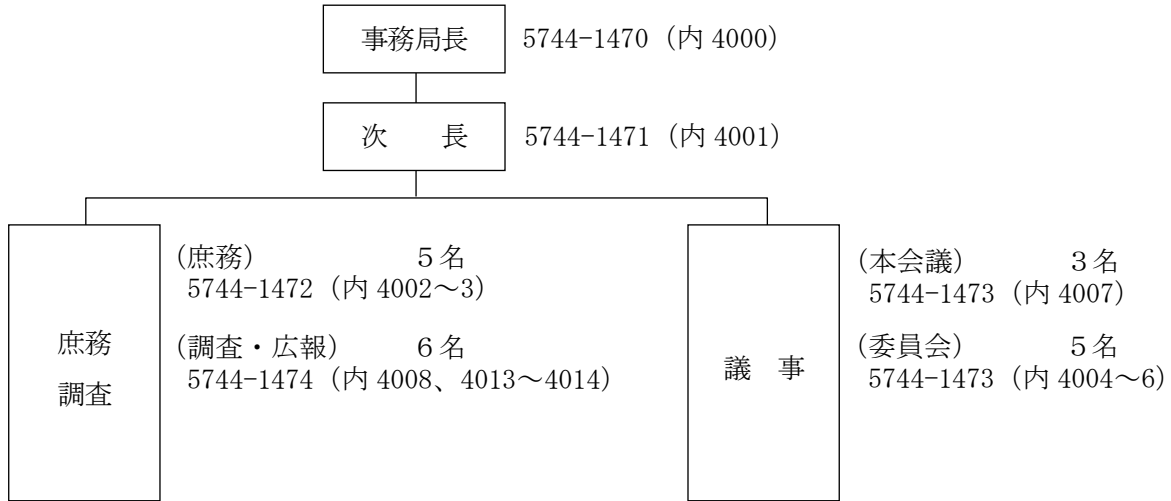 事務局長 5744-1470（内 4000）
次　　長 5744-1471（内 4001）
庶務
調査
（庶務）　　　５名
5744-1472（内 4002～3）
（調査・広報）　　６名
5744-1474（内 4008、4013～4014）
議　事
（本会議）　　　３名
5744-1473（内 4007）
（委員会）　　　５名
5744-1473（内 4004～6）